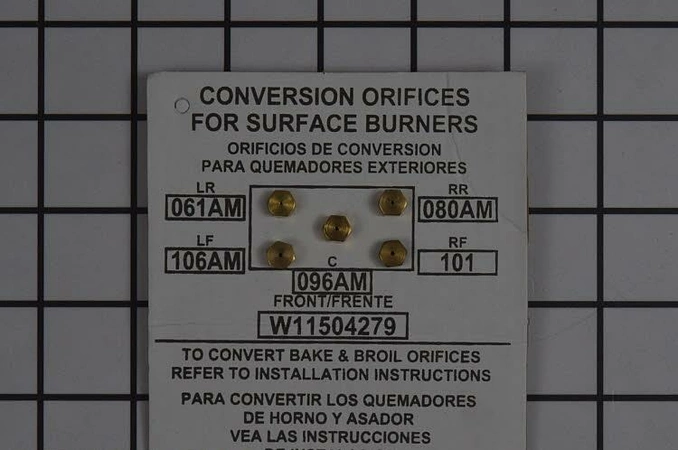 CONVERSION ORIFICES
FOR SURFACE BURNERS
ORIFICIOS DE CONVERSION
PARA QUEMADORES EXTERIORES
LR RR
061AM 080AM
LF RF
106AM 101
C
096AM
FRONT/FRENTE
W11504279
TO CONVERT BAKE & BROIL ORIFICES
REFER TO INSTALLATION INSTRUCTIONS
PARA CONVERTIR LOS QUEMADORES
DE HORNO Y ASADOR
VEA LAS INSTRUCCIONES